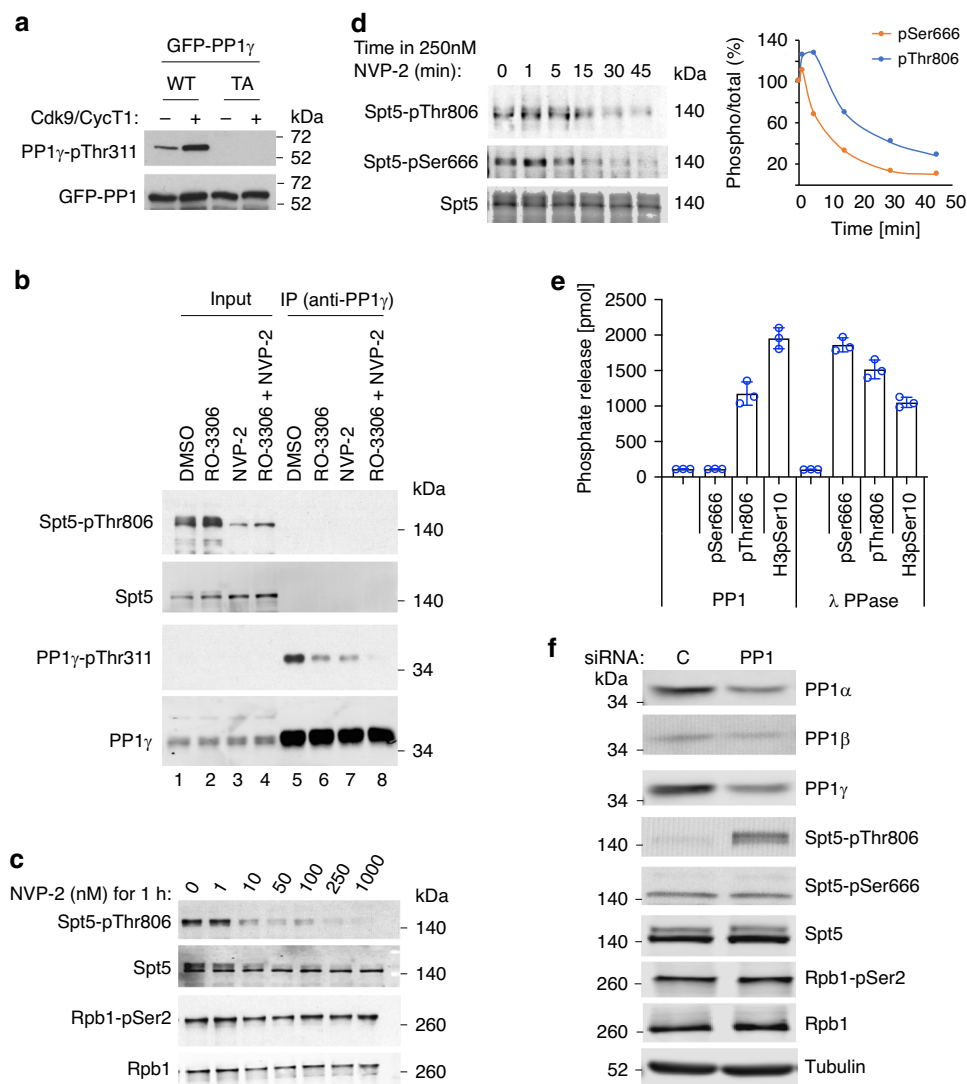 a
GFP-PP1γ
WT TA
Cdk9/CycT1: – + – + kDa
PP1γ-pThr311
72
52
GFP-PP1
72
52
b
Input IP (anti-PP1γ)
DMSO
RO-3306
NVP-2
RO-3306 + NVP-2
DMSO
RO-3306
NVP-2
RO-3306 + NVP-2
kDa
Spt5-pThr806
140
Spt5
140
PP1γ-pThr311
34
PP1γ
34
1 2 3 4 5 6 7 8
c
NVP-2 (nM) for 1 h: 0 1 10 50 100 250 1000
kDa
Spt5-pThr806
140
Spt5
140
Rpb1-pSer2
260
Rpb1
260
d
Time in 250nM
NVP-2 (min): 0 1 5 15 30 45 kDa
Spt5-pThr806
140
Spt5-pSer666
140
Spt5
140
Phospho/total (%)
140
100
60
20
0 10 20 30 40 50
Time [min]
pSer666
pThr806
e
Phosphate release [pmol]
2500
2000
1500
1000
500
0
pSer666
pThr806
H3pSer10
pSer666
pThr806
H3pSer10
PP1 λ PPase
f
siRNA: C PP1
kDa
34
PP1α
34
PP1β
34
PP1γ
140
Spt5-pThr806
140
Spt5-pSer666
140
Spt5
260
Rpb1-pSer2
260
Rpb1
52
Tubulin